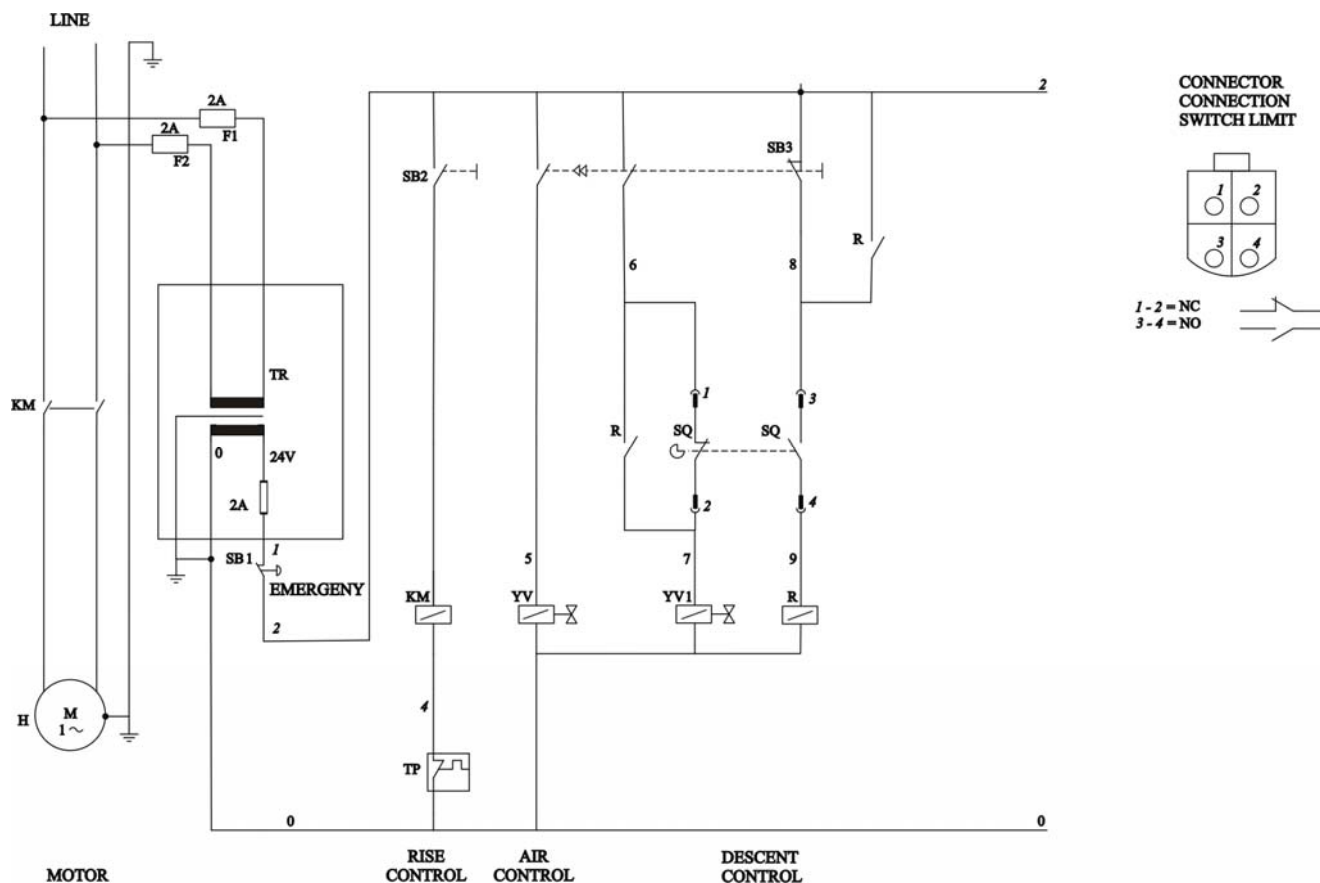 LINE
2A
F1
2A
F2
2
SB2
SB3
CONNECTOR
CONNECTION
SWITCH LIMIT
1 2
3 4
1 - 2 = NC
3 - 4 = NO
R
6
8
TR
KM
0
24V
2A
1
SB1
EMERGENY
2
R
SQ
SQ
1
3
2
4
5
7
9
KM
YV
YV1
R
H
M
1~
4
TP
0
0
MOTOR
RISE
CONTROL
AIR
CONTROL
DESCENT
CONTROL